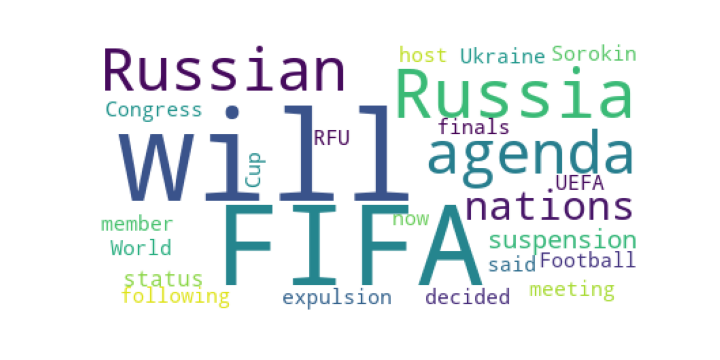 Russian
host Ukraine Sorokin
Russia
Congress
will
RFU
finals
agenda
Cup
UEFA
nations
FIFA
now
member
World
suspension
said Football
status
following
expulsion
decided
meeting